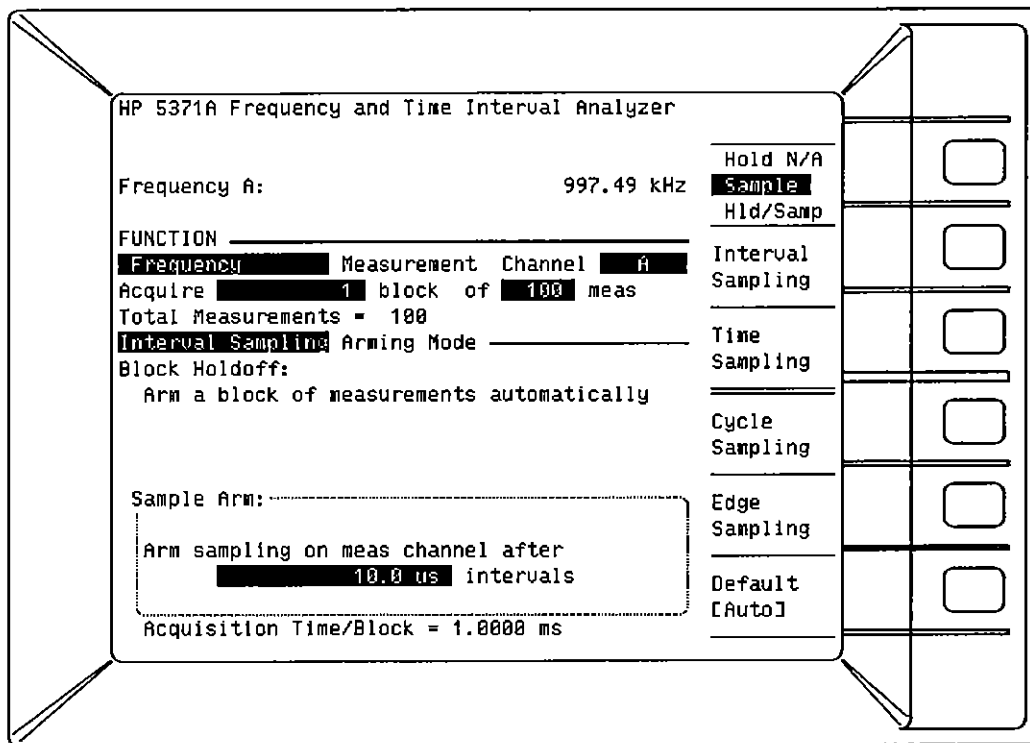 HP 5371A Frequency and Time Interval Analyzer
Frequency A: 997.49 kHz
FUNCTION
Frequency Measurement Channel A
Acquire 1 block of 100 meas
Total Measurements = 100
Interval Sampling Arming Mode
Block Holdoff:
Arm a block of measurements automatically
Sample Arm:
Arm sampling on meas channel after
10.0 us intervals
Acquisition Time/Block = 1.0000 ms
Hold N/A
Sample
Hld/Samp
Interval
Sampling
Time
Sampling
Cycle
Sampling
Edge
Sampling
Default
[Auto]